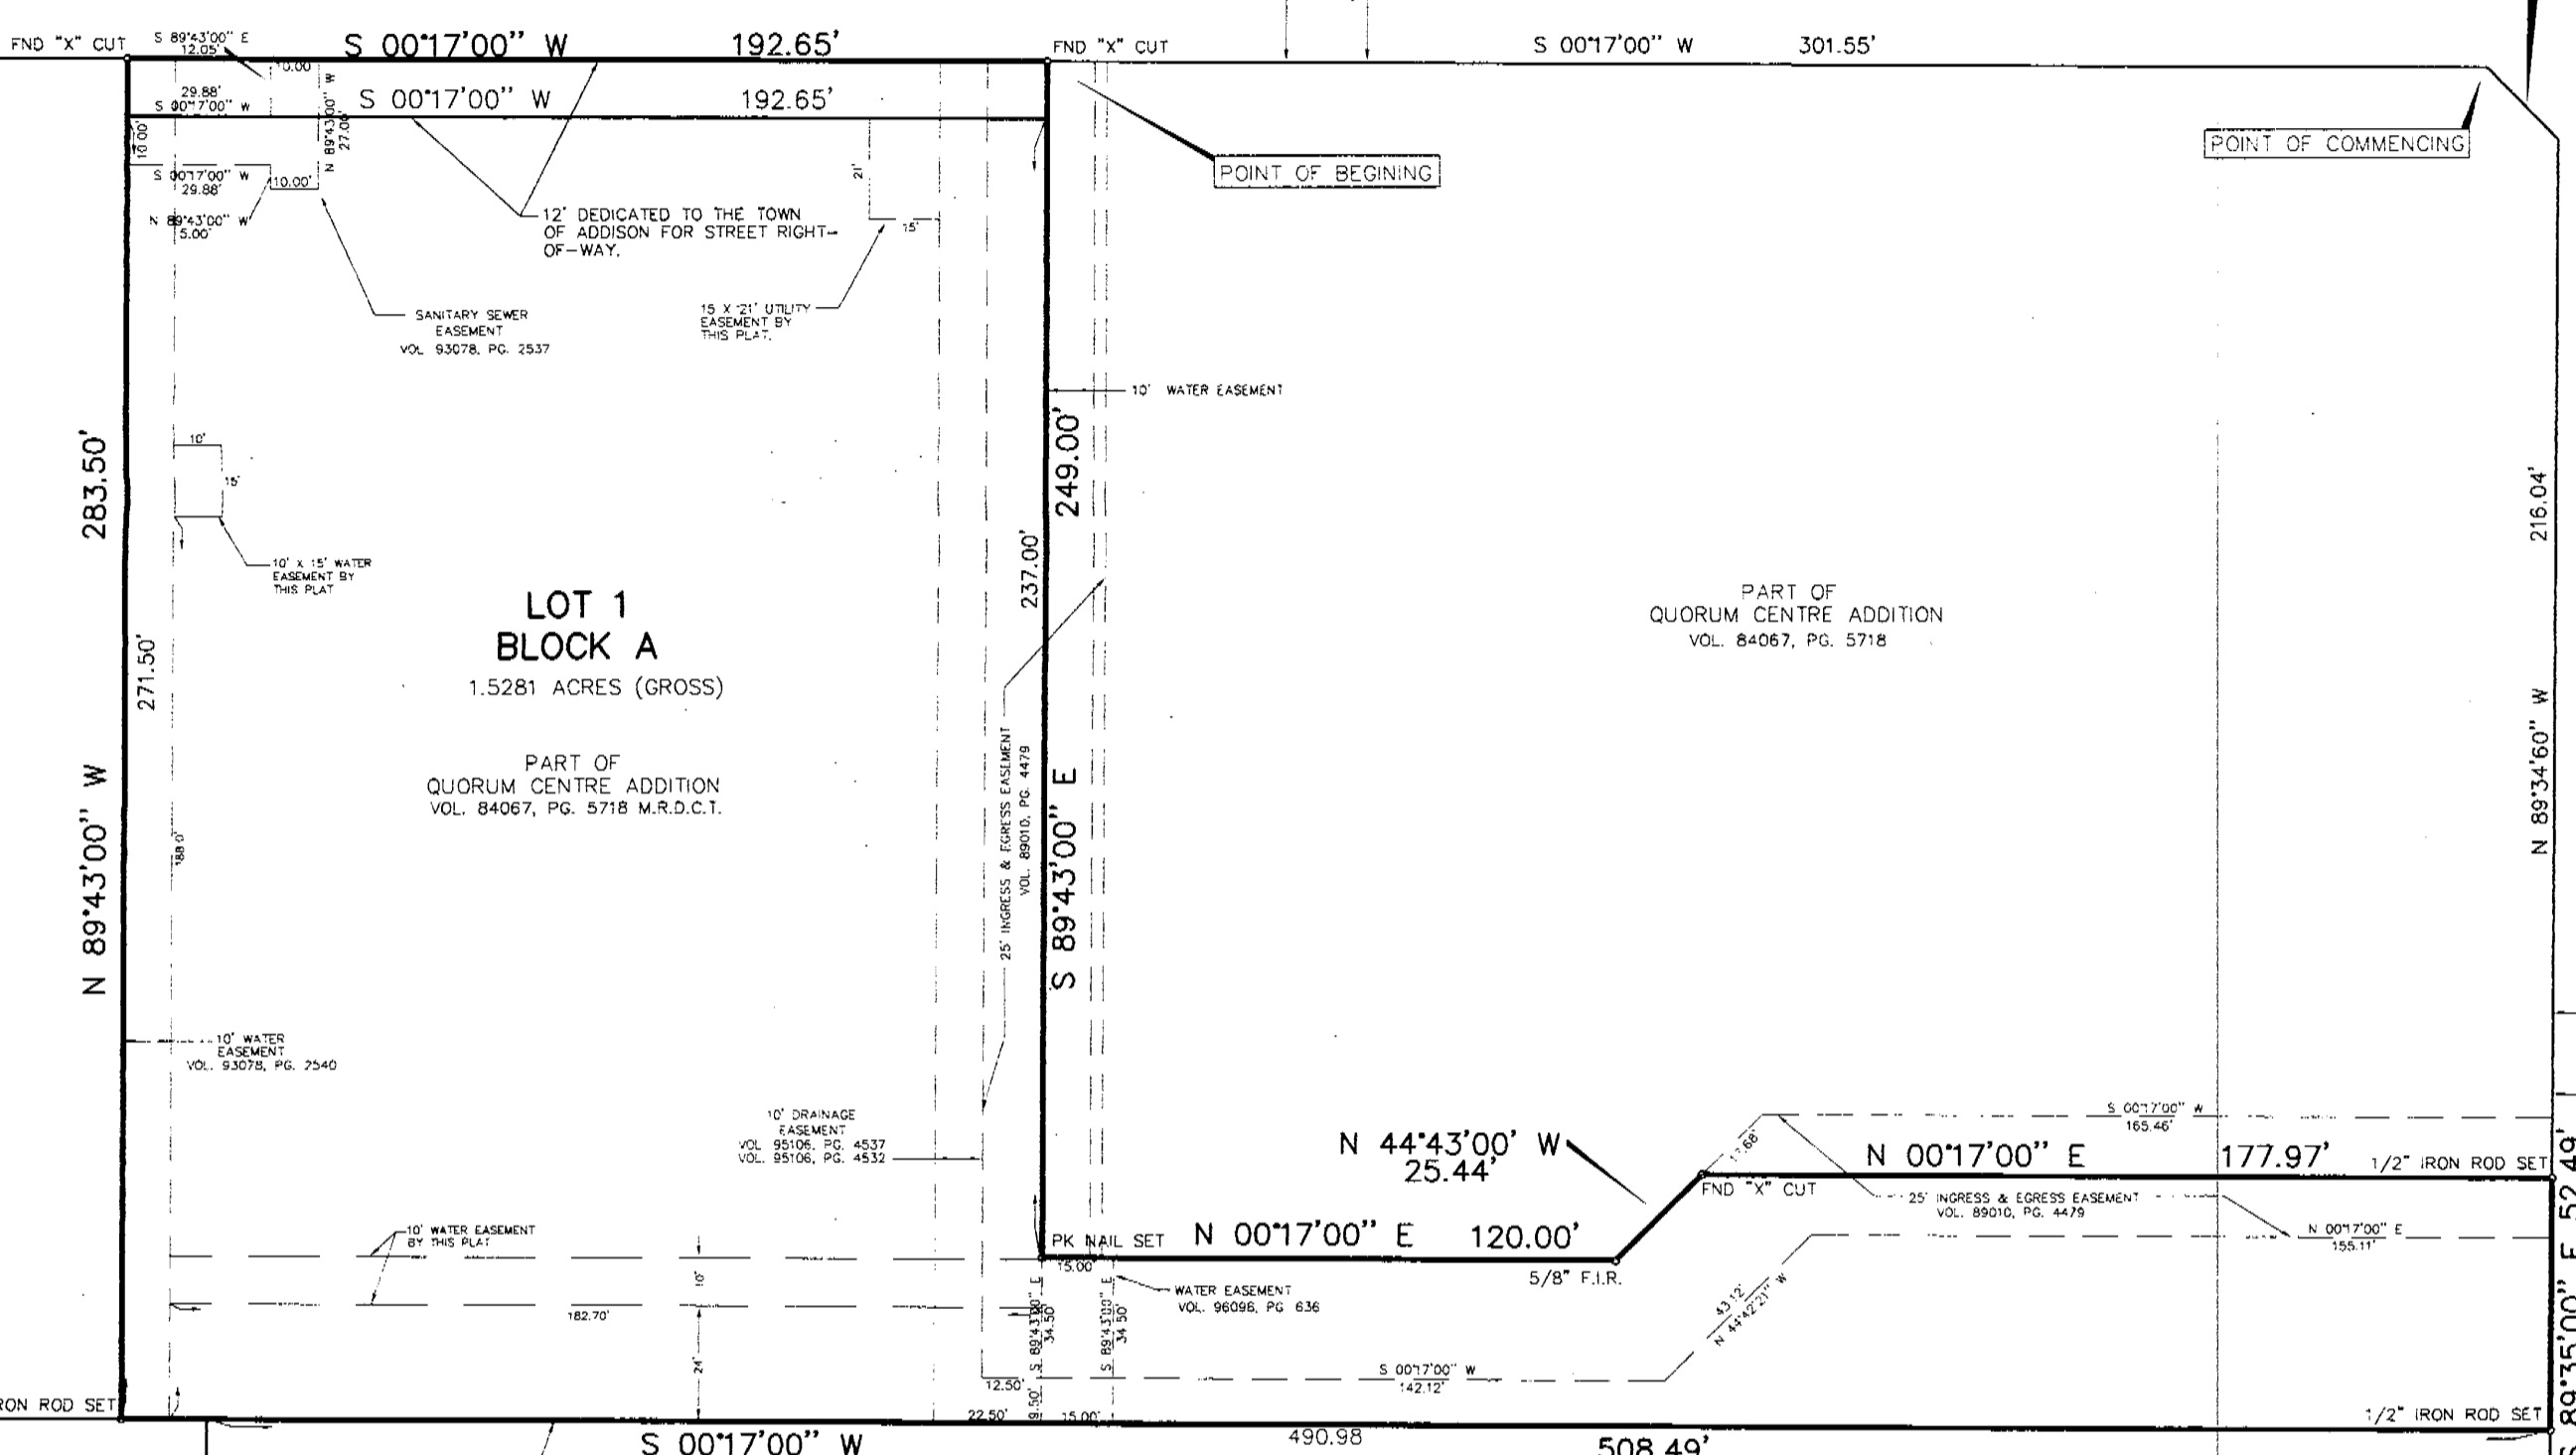 FND "X" CUT
S 89°43'00" E
12.05'
S 00°17'00" W 192.65'
FND "X" CUT
S 00°17'00" W 301.55'
10.00
29.88'
S 00°17'00" W
S 00°17'00" W 192.65'
N 89°43'00" W
27.00'
10.00'
S 00°17'00" W
29.88'
10.00'
N 89°43'00" W
5.00'
21'
15'
POINT OF BEGINING
POINT OF COMMENCING
12' DEDICATED TO THE TOWN
OF ADDISON FOR STREET RIGHT-
OF-WAY.
SANITARY SEWER
EASEMENT
VOL 93078, PG. 2537
15 X 21' UTILITY
EASEMENT BY
THIS PLAT.
10' WATER EASEMENT
283.50'
N 89°43'00" W
271.50'
10'
15'
10' X 15' WATER
EASEMENT BY
THIS PLAT
249.00'
S 89°43'00" E
237.00'
LOT 1
BLOCK A
1.5281 ACRES (GROSS)
PART OF
QUORUM CENTRE ADDITION
VOL. 84067, PG. 5718 M.R.D.C.T.
PART OF
QUORUM CENTRE ADDITION
VOL. 84067, PG. 5718
216.04'
N 89°34'60" W
25' INGRESS & EGRESS EASEMENT
VOL. 89010, PG. 4479
188.0'
10' WATER
EASEMENT
VOL. 93078, PG. 2540
10' DRAINAGE
EASEMENT
VOL 95106, PG. 4537
VOL. 95106, PG. 4532
N 44°43'00' W
25.44'
17.68'
S 00°17'00" W
165.46'
N 00°17'00" E 177.97'
1/2" IRON ROD SET
FND "X" CUT
25' INGRESS & EGRESS EASEMENT
VOL. 89010, PG. 4479
N 00°17'00" E
155.11'
10' WATER EASEMENT
BY THIS PLAT
PK NAIL SET
N 00°17'00" E 120.00'
5/8" F.I.R.
15.00'
10'
WATER EASEMENT
VOL. 96096, PG 636
S 89°43'00" E
34.50'
S 89°43'00" E
34.50'
182.70'
24'
43.12'
N 44°42'21" W
S 00°17'00" W
142.12'
12.50'
9.50'
22.50'
15.00'
RON ROD SET
1/2" IRON ROD SET
S 89°35'00" E 52.49'
S 00°17'00" W
490.98
508.49'